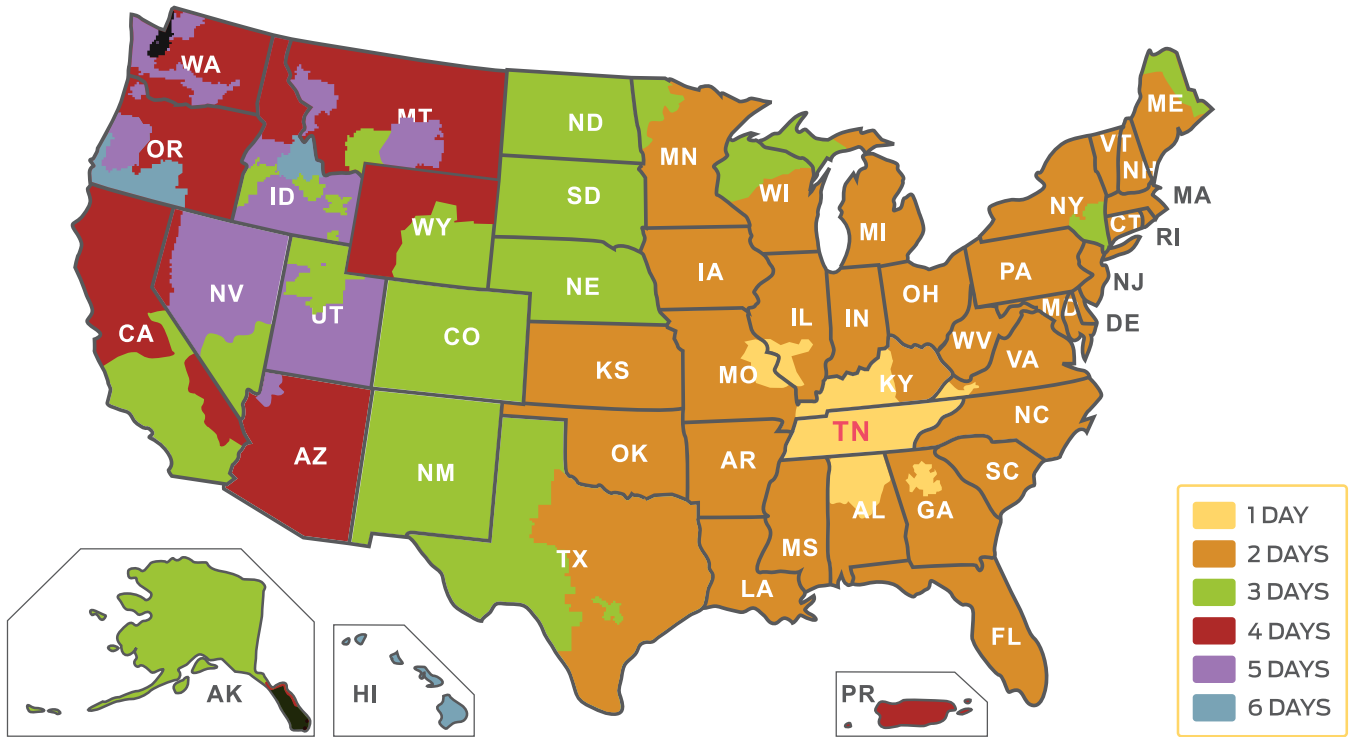 WA
MT
ND
ME
OR
MN
VT
NH
ID
SD
WI
NY
MA
WY
MI
CT
RI
NV
UT
NE
IA
PA
NJ
CA
CO
IL
IN
OH
MD
DE
KS
MO
WV
VA
KY
AZ
NM
OK
AR
TN
NC
SC
TX
MS
AL
GA
LA
FL
AK
HI
PR
1 DAY
2 DAYS
3 DAYS
4 DAYS
5 DAYS
6 DAYS